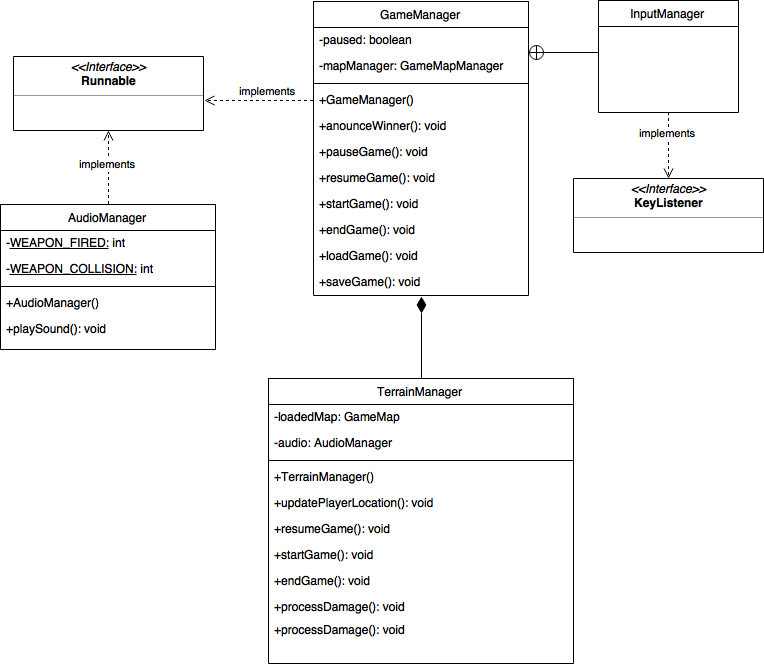 GameManager
-paused: boolean
-mapManager: GameMapManager
+GameManager()
+anounceWinner(): void
+pauseGame(): void
+resumeGame(): void
+startGame(): void
+endGame(): void
+loadGame(): void
+saveGame(): void
InputManager
<<Interface>>
Runnable
implements
implements
implements
<<Interface>>
KeyListener
AudioManager
-WEAPON_FIRED: int
-WEAPON_COLLISION: int
+AudioManager()
+playSound(): void
TerrainManager
-loadedMap: GameMap
-audio: AudioManager
+TerrainManager()
+updatePlayerLocation(): void
+resumeGame(): void
+startGame(): void
+endGame(): void
+processDamage(): void
+processDamage(): void